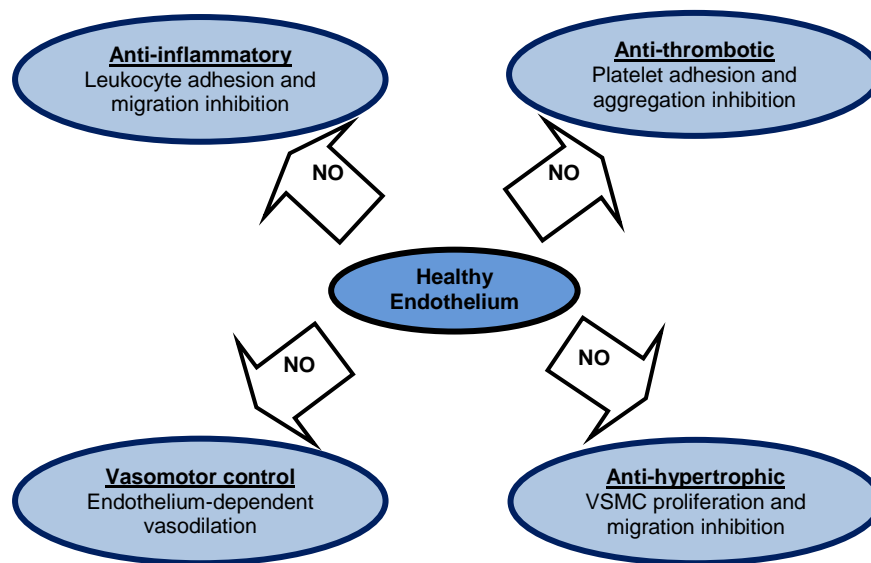 Anti-inflammatory
Leukocyte adhesion and
migration inhibition
Anti-thrombotic
Platelet adhesion and
aggregation inhibition
NO
NO
Healthy
Endothelium
NO
NO
Vasomotor control
Endothelium-dependent
vasodilation
Anti-hypertrophic
VSMC proliferation and
migration inhibition